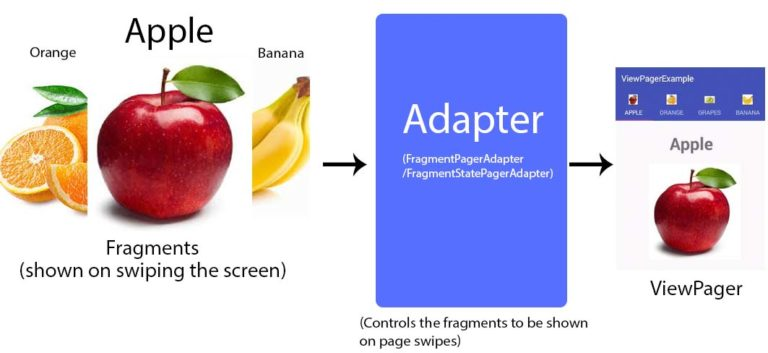 Apple
Orange
Banana
Fragments
(shown on swiping the screen)
Adapter
(FragmentPagerAdapter
/FragmentStatePagerAdapter)
(Controls the fragments to be shown
on page swipes)
ViewPagerExample
APPLE
ORANGE
GRAPES
BANANA
Apple
ViewPager